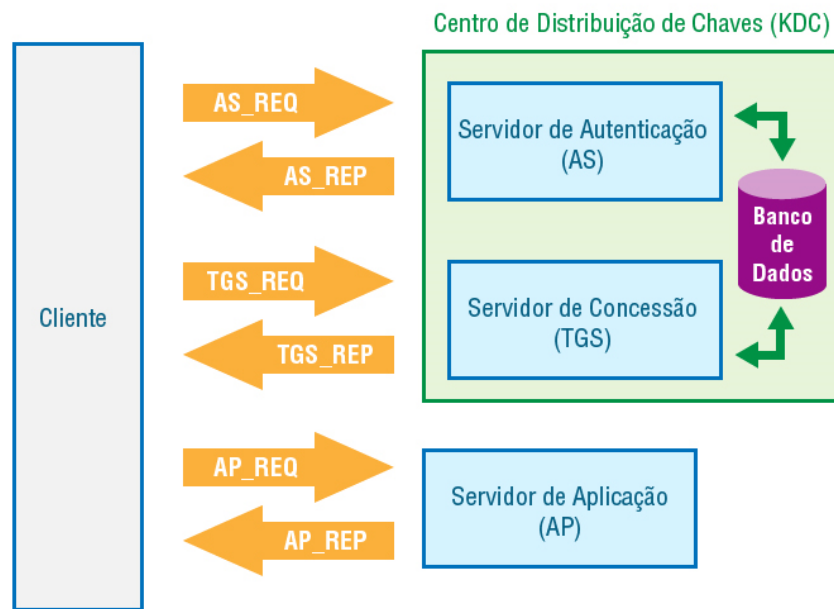 Centro de Distribuição de Chaves (KDC)
AS_REQ
Servidor de Autenticação
(AS)
AS_REP
Banco
de
Dados
TGS_REQ
Cliente
Servidor de Concessão
(TGS)
TGS_REP
AP_REQ
Servidor de Aplicação
(AP)
AP_REP